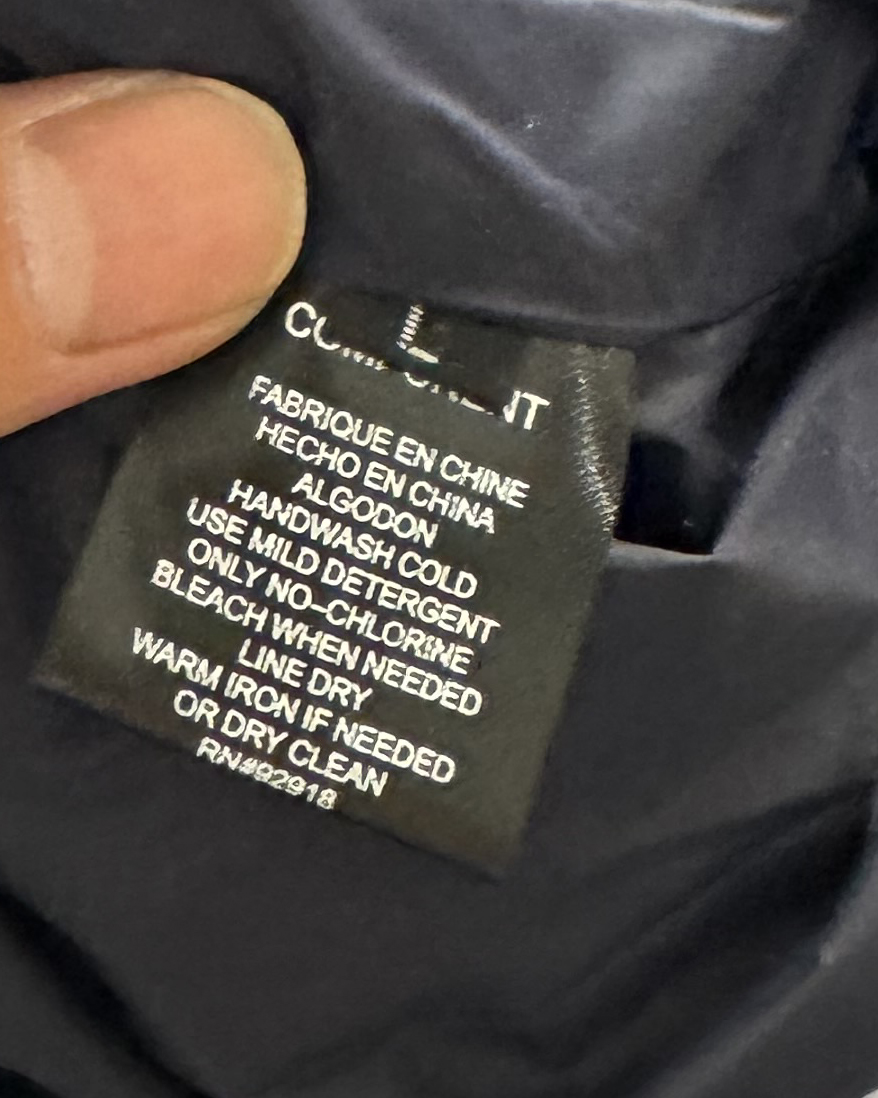 FABRIQUE EN CHINE
HECHO EN CHINA
ALGODON
HANDWASH COLD
USE MILD DETERGENT
ONLY NO-CHLORINE
BLEACH WHEN NEEDED
LINE DRY
WARM IRON IF NEEDED
OR DRY CLEAN
RN#92918